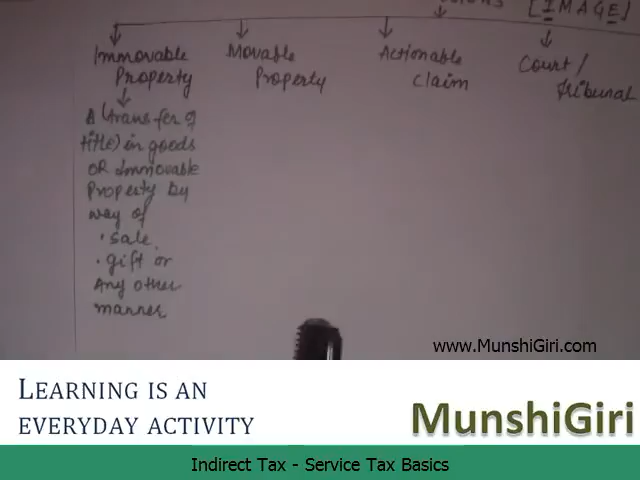 [IMAGE]
Immovable Property
Movable Property
Actionable Claim
Court / Tribunal
A (transfer of
title) in goods
OR Immovable
Property by
way of
• sale,
• gift or
Any other
manner
www.MunshiGiri.com
LEARNING IS AN
EVERYDAY ACTIVITY
MunshiGiri
Indirect Tax - Service Tax Basics